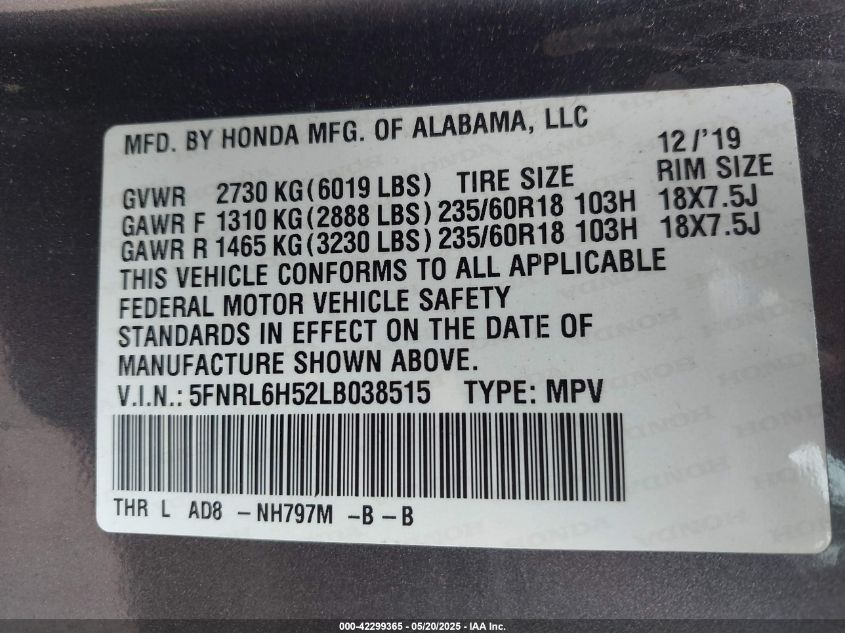 MFD. BY HONDA MFG. OF ALABAMA, LLC 12/'19
GVWR 2730 KG (6019 LBS) TIRE SIZE RIM SIZE
GAWR F 1310 KG (2888 LBS) 235/60R18 103H 18X7.5J
GAWR R 1465 KG (3230 LBS) 235/60R18 103H 18X7.5J
THIS VEHICLE CONFORMS TO ALL APPLICABLE
FEDERAL MOTOR VEHICLE SAFETY
STANDARDS IN EFFECT ON THE DATE OF
MANUFACTURE SHOWN ABOVE.
V.I.N.: 5FNRL6H52LB038515 TYPE: MPV
THR L AD8 - NH797M - B - B
000-42299365 - 05/20/2025 - IAA Inc.